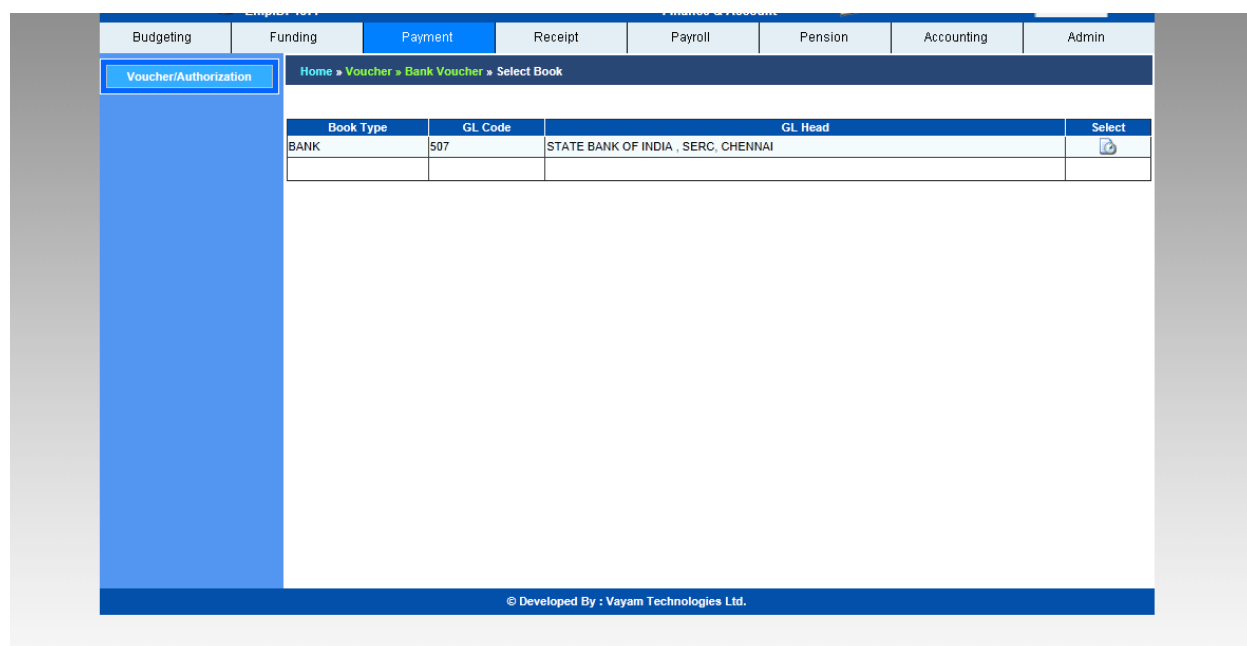 Budgeting Funding Payment Receipt Payroll Pension Accounting Admin
Voucher/Authorization
Home » Voucher » Bank Voucher » Select Book
Book Type GL Code GL Head Select
BANK 507 STATE BANK OF INDIA , SERC, CHENNAI
© Developed By : Vayam Technologies Ltd.